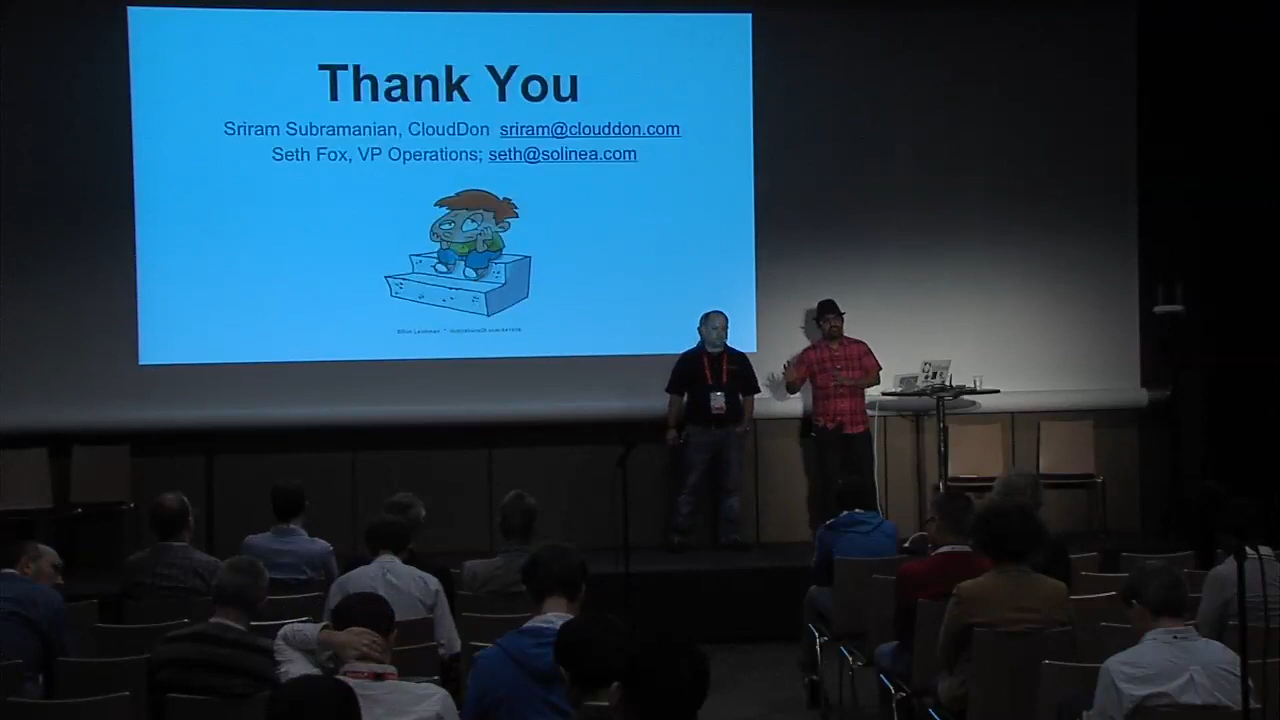 Thank You
Sriram Subramanian, CloudDon sriram@clouddon.com
Seth Fox, VP Operations; seth@solinea.com